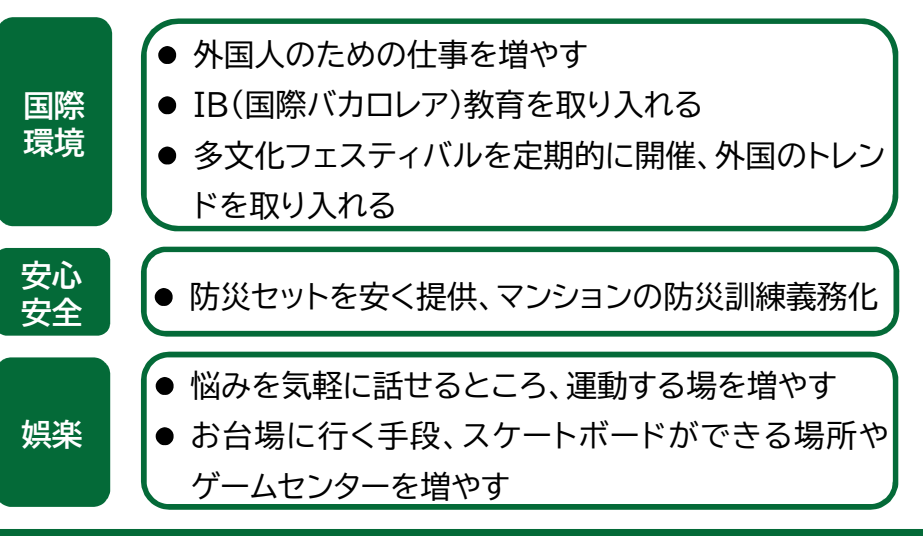 国際
環境
● 外国人のための仕事を増やす
● IB(国際バカロレア)教育を取り入れる
● 多文化フェスティバルを定期的に開催、外国のトレン
ドを取り入れる
安心
安全
● 防災セットを安く提供、マンションの防災訓練義務化
娯楽
● 悩みを気軽に話せるところ、運動する場を増やす
● お台場に行く手段、スケートボードができる場所や
ゲームセンターを増やす